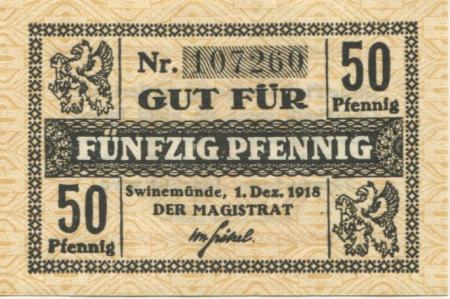 Nr. 107260
50
Pfennig
GUT FÜR
FÜNFZIG PFENNIG
50
Pfennig
Swinemünde, 1. Dez. 1918
DER MAGISTRAT